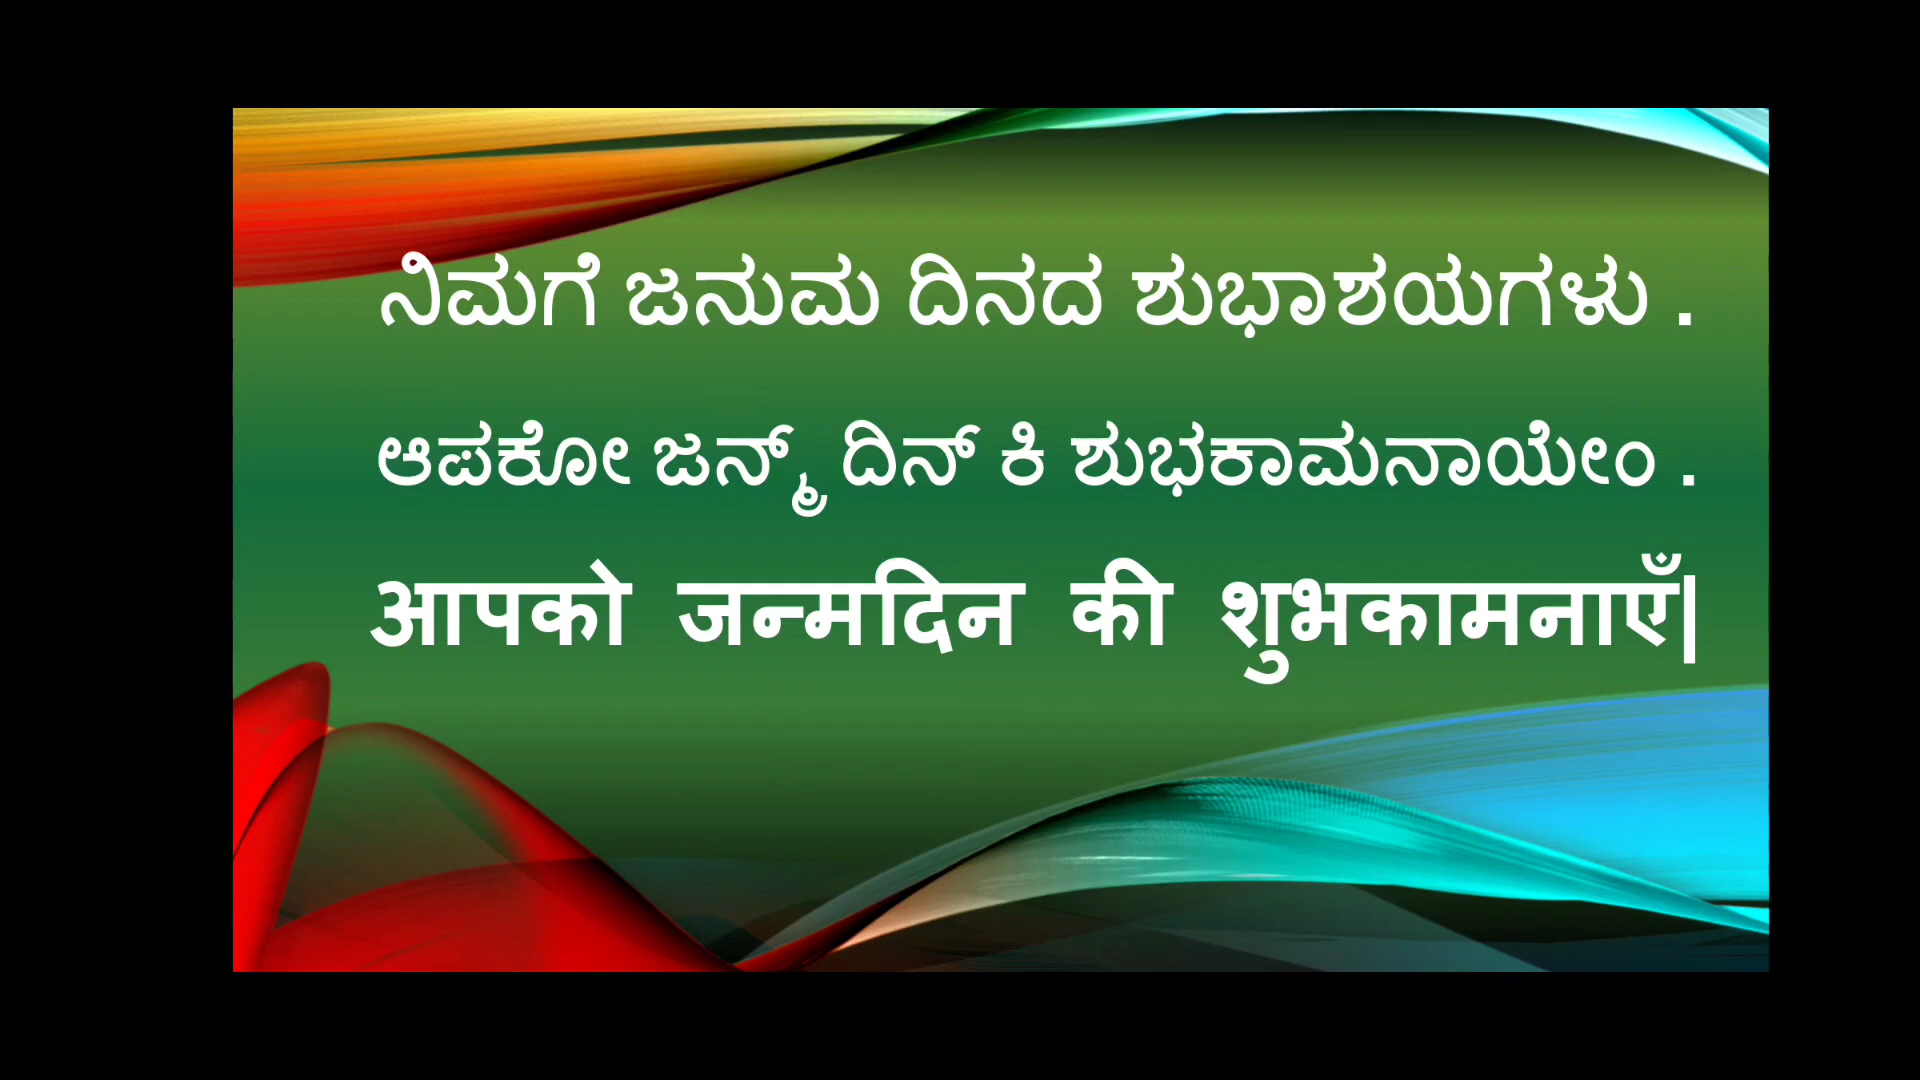 ನಿಮಗೆ ಜನುಮ ದಿನದ ಶುಭಾಶಯಗಳು .
ಆಪಕೋ ಜನ್ಮ್ ದಿನ್ ಕಿ ಶುಭಕಾಮನಾಯೇಂ .
आपको जन्मदिन की शुभकामनाएँ|